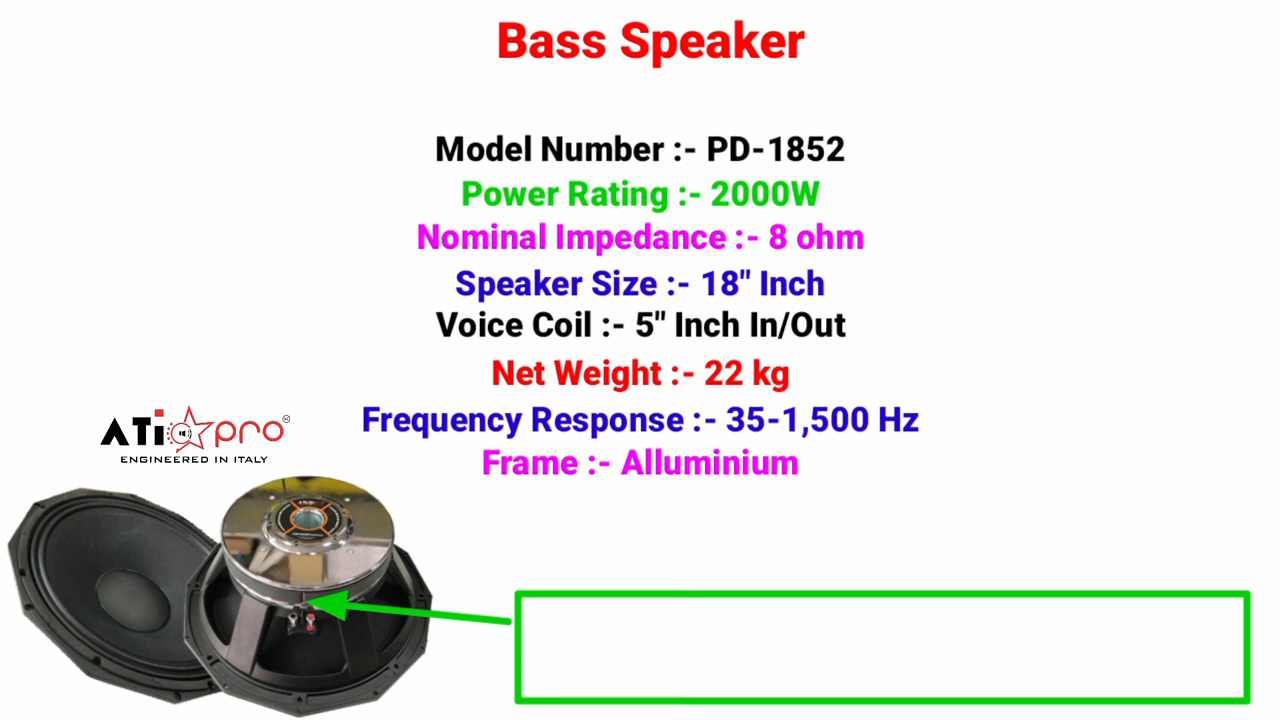 Bass Speaker
Model Number :- PD-1852
Power Rating :- 2000W
Nominal Impedance :- 8 ohm
Speaker Size :- 18" Inch
Voice Coil :- 5" Inch In/Out
Net Weight :- 22 kg
Frequency Response :- 35-1,500 Hz
Frame :- Alluminium
ATi pro
ENGINEERED IN ITALY